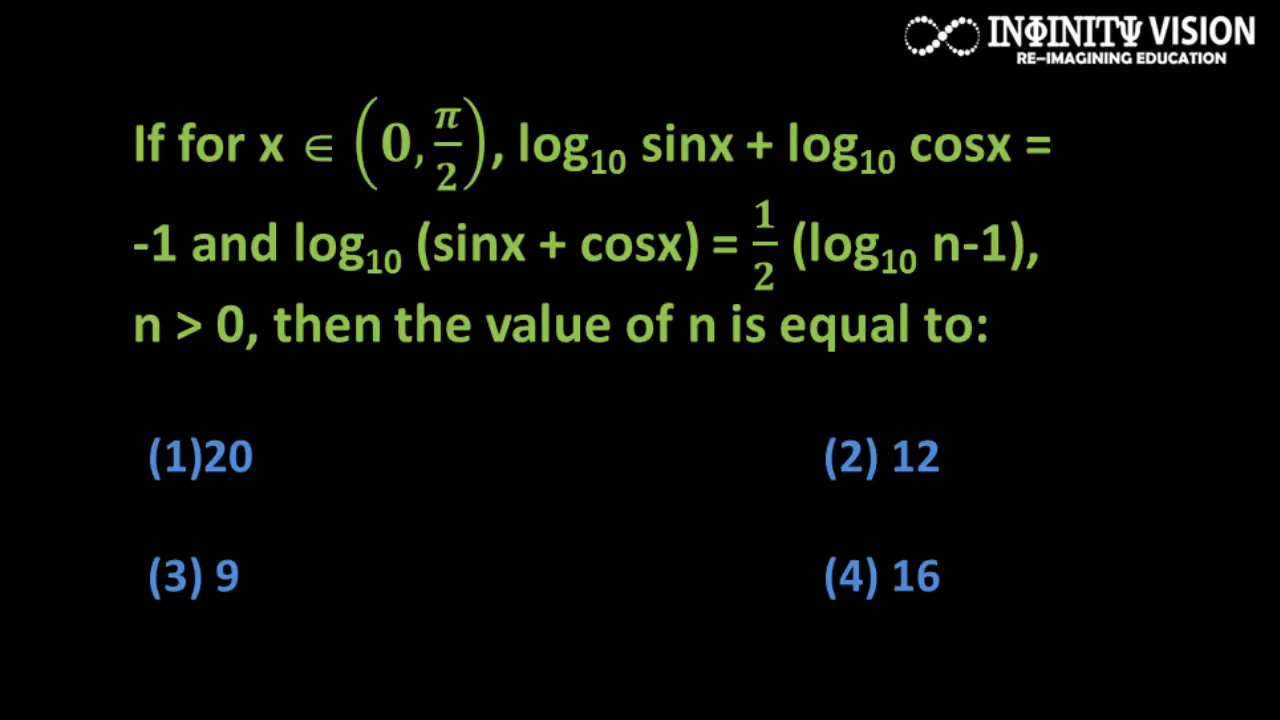 INΦINITΨ VISION
RE-IMAGINING EDUCATION
If for x ∈ (0, π/2), log₁₀ sinx + log₁₀ cosx =
-1 and log₁₀ (sinx + cosx) = 1/2 (log₁₀ n-1),
n > 0, then the value of n is equal to:
(1)20 (2) 12
(3) 9 (4) 16